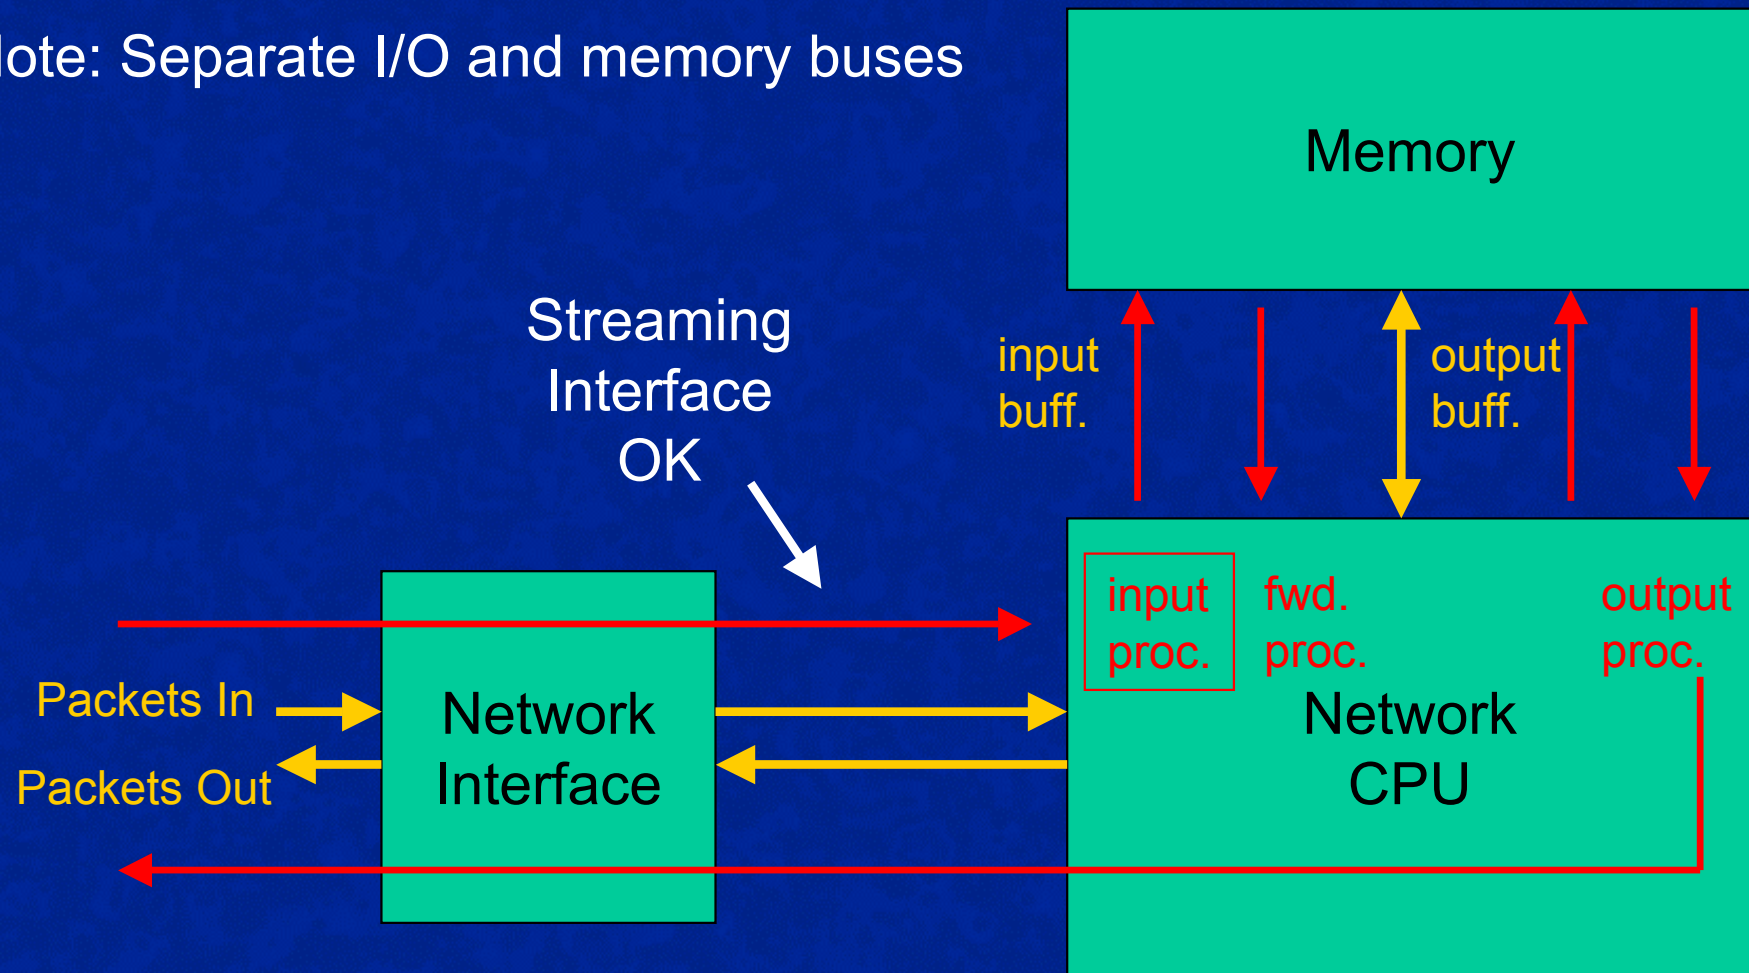 ote: Separate I/O and memory buses
Memory
Streaming
Interface
OK
input
buff.
output
buff.
input
proc.
fwd.
proc.
output
proc.
Packets In
Packets Out
Network
Interface
Network
CPU